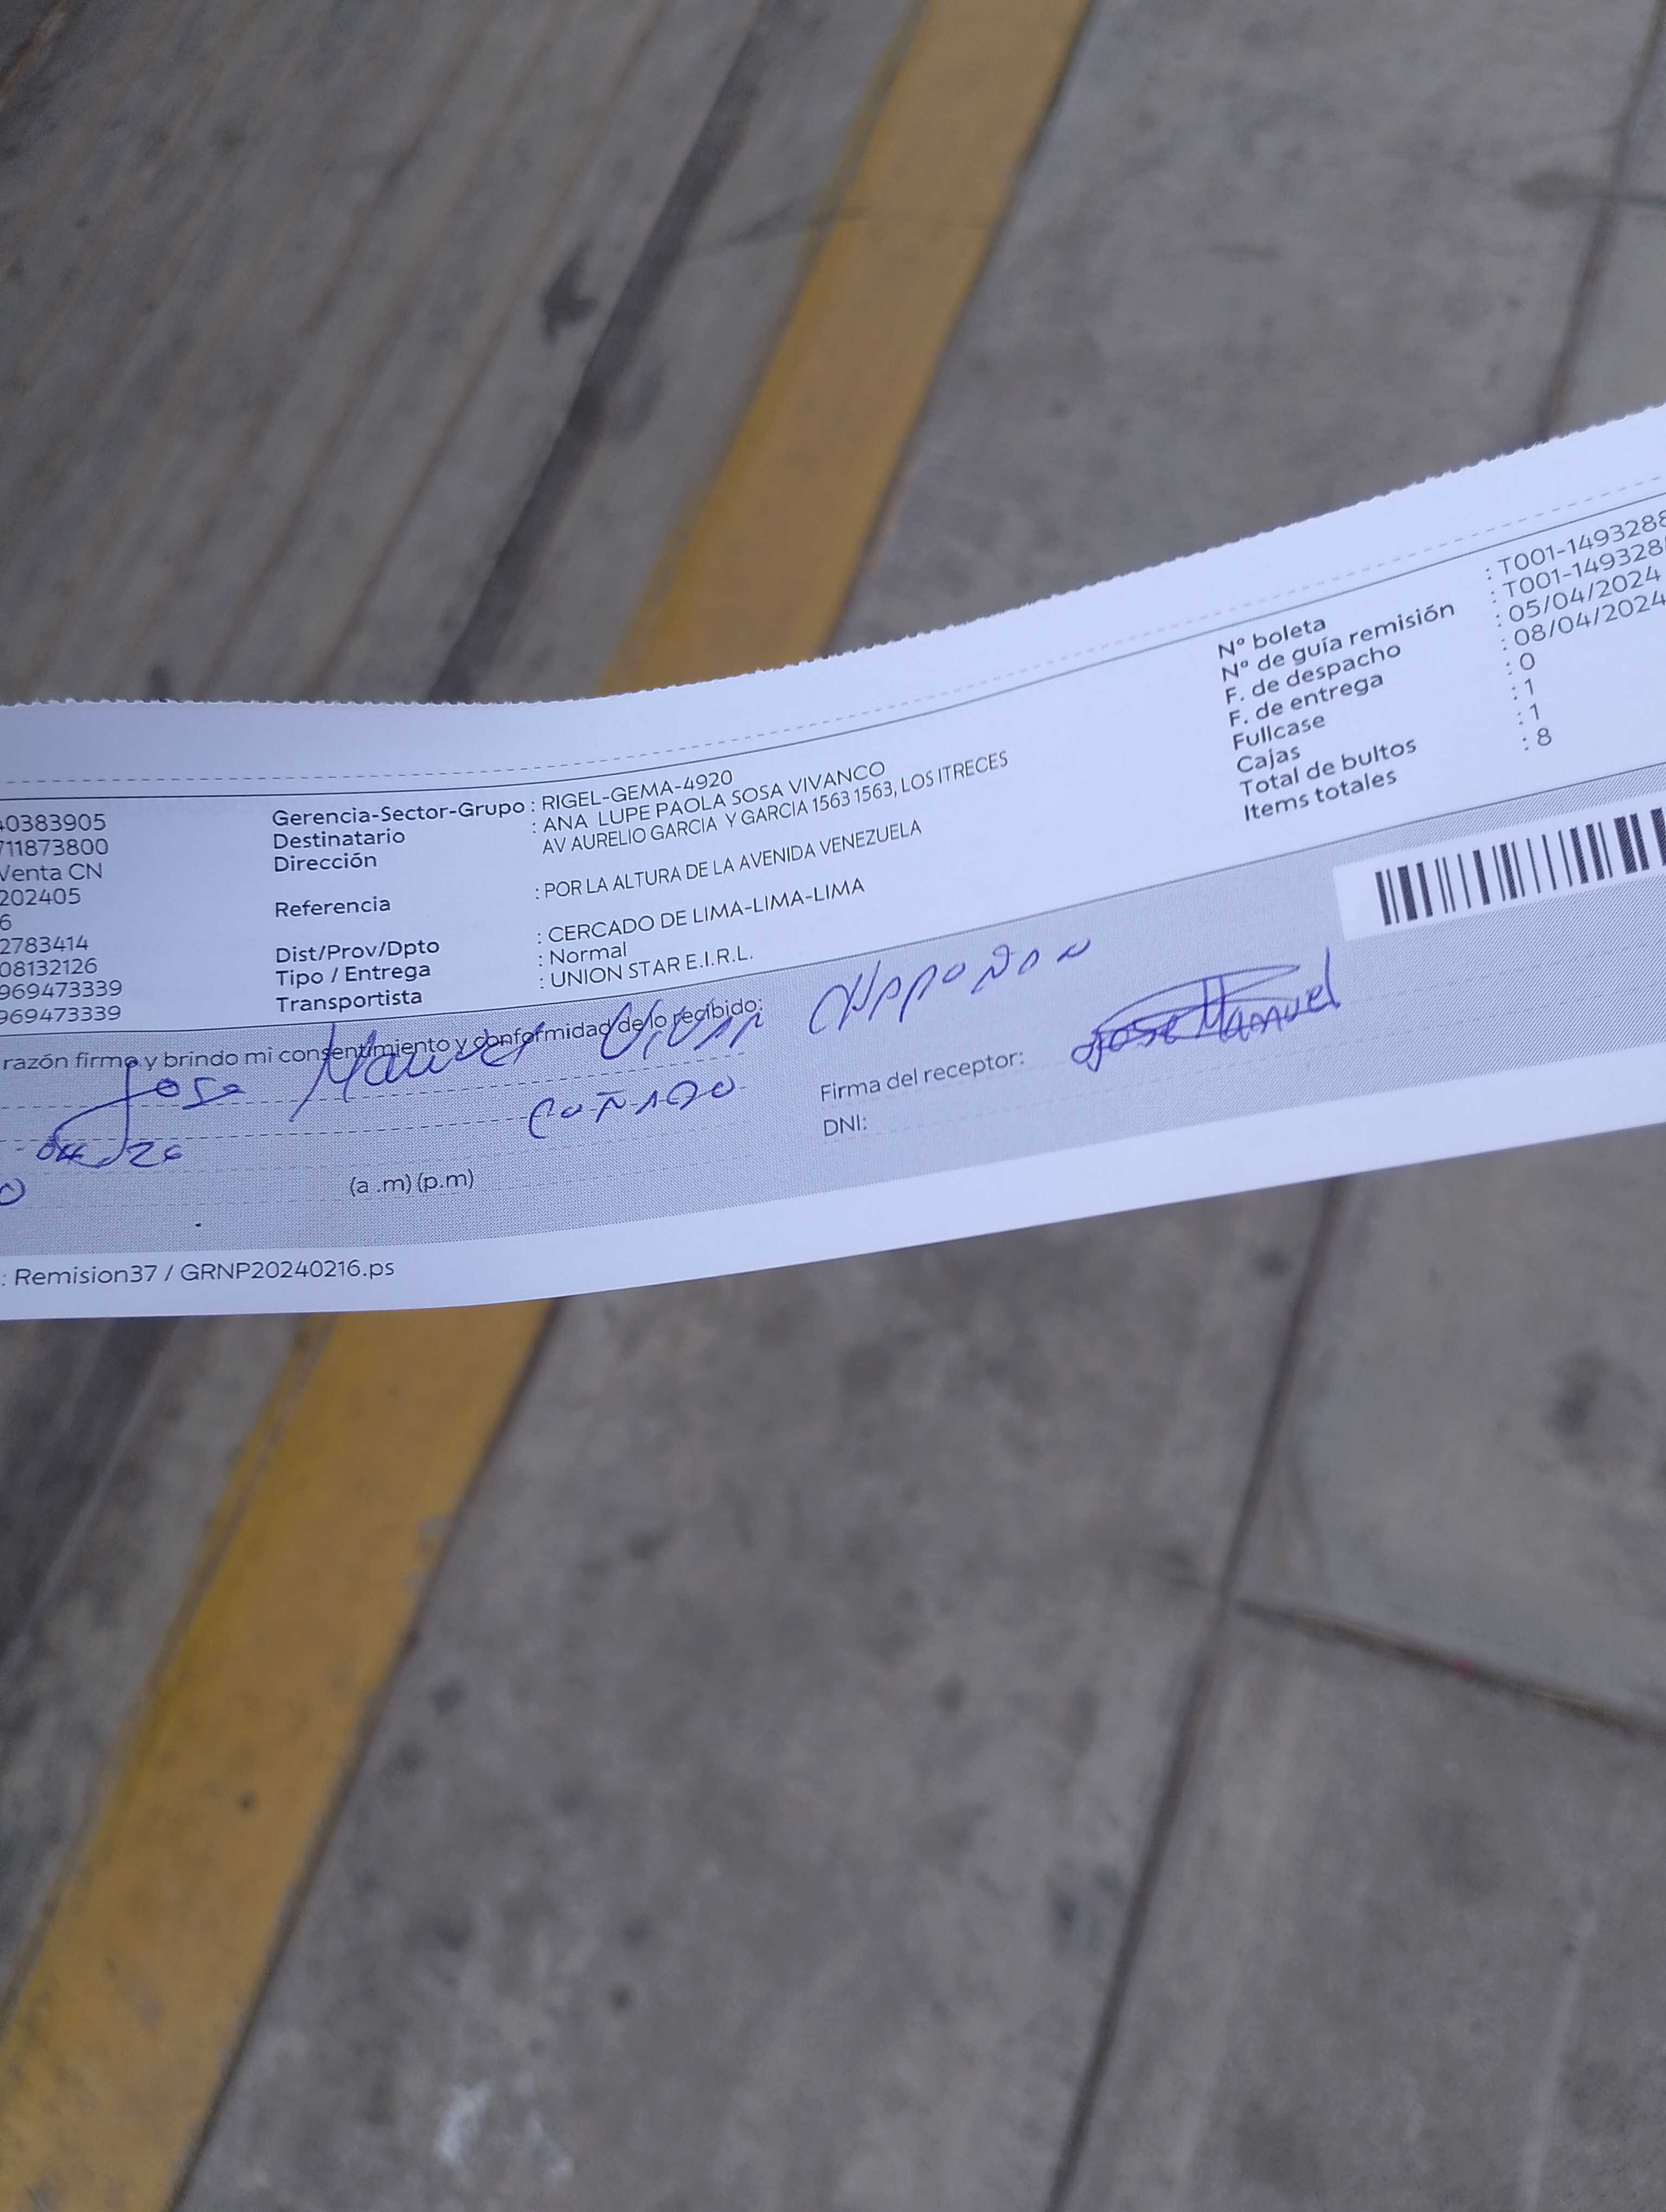 40383905
711873800
Venta CN
202405
6
2783414
08132126
969473339
969473339
Gerencia-Sector-Grupo : RIGEL-GEMA-4920
Destinatario : ANA LUPE PAOLA SOSA VIVANCO
Dirección AV AURELIO GARCIA Y GARCIA 1563 1563, LOS ITRECES
Referencia : POR LA ALTURA DE LA AVENIDA VENEZUELA
Dist/Prov/Dpto : CERCADO DE LIMA-LIMA-LIMA
Tipo / Entrega : Normal
Transportista : UNION STAR E.I.R.L.
Nº boleta : T001-1493288
Nº de guía remisión : T001-149328
F. de despacho : 05/04/2024
F. de entrega : 08/04/2024
Fullcase : 0
Cajas : 1
Total de bultos : 1
Items totales : 8
razón firmo y brindo mi consentimiento y conformidad de lo recibido:
Jose Manuel
Firma del receptor: Jose Manuel
DNI:
(a .m) (p.m)
: Remision37 / GRNP20240216.ps